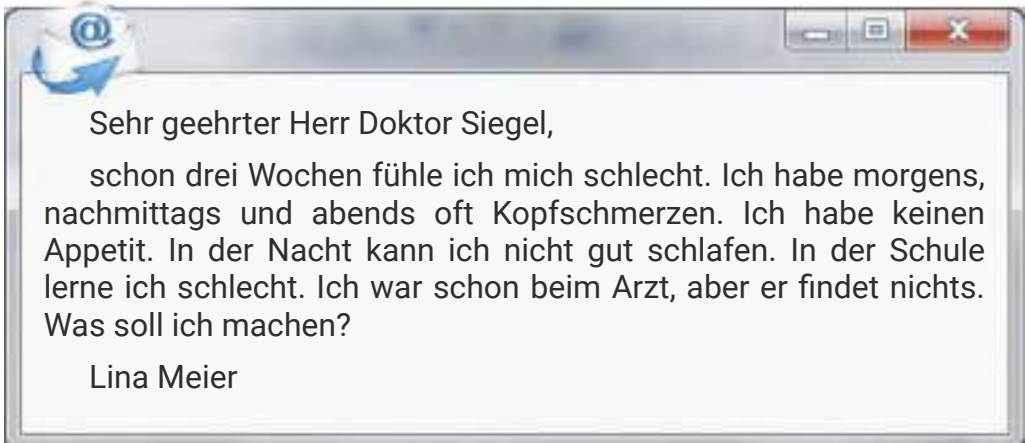 @
Sehr geehrter Herr Doktor Siegel,
schon drei Wochen fühle ich mich schlecht. Ich habe morgens,
nachmittags und abends oft Kopfschmerzen. Ich habe keinen
Appetit. In der Nacht kann ich nicht gut schlafen. In der Schule
lerne ich schlecht. Ich war schon beim Arzt, aber er findet nichts.
Was soll ich machen?
Lina Meier